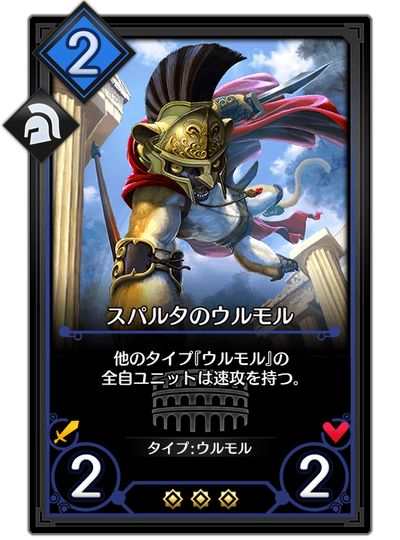 2
スパルタのウルモル
他のタイプ『ウルモル』の
全自ユニットは速攻を持つ。
タイプ:ウルモル
2
2